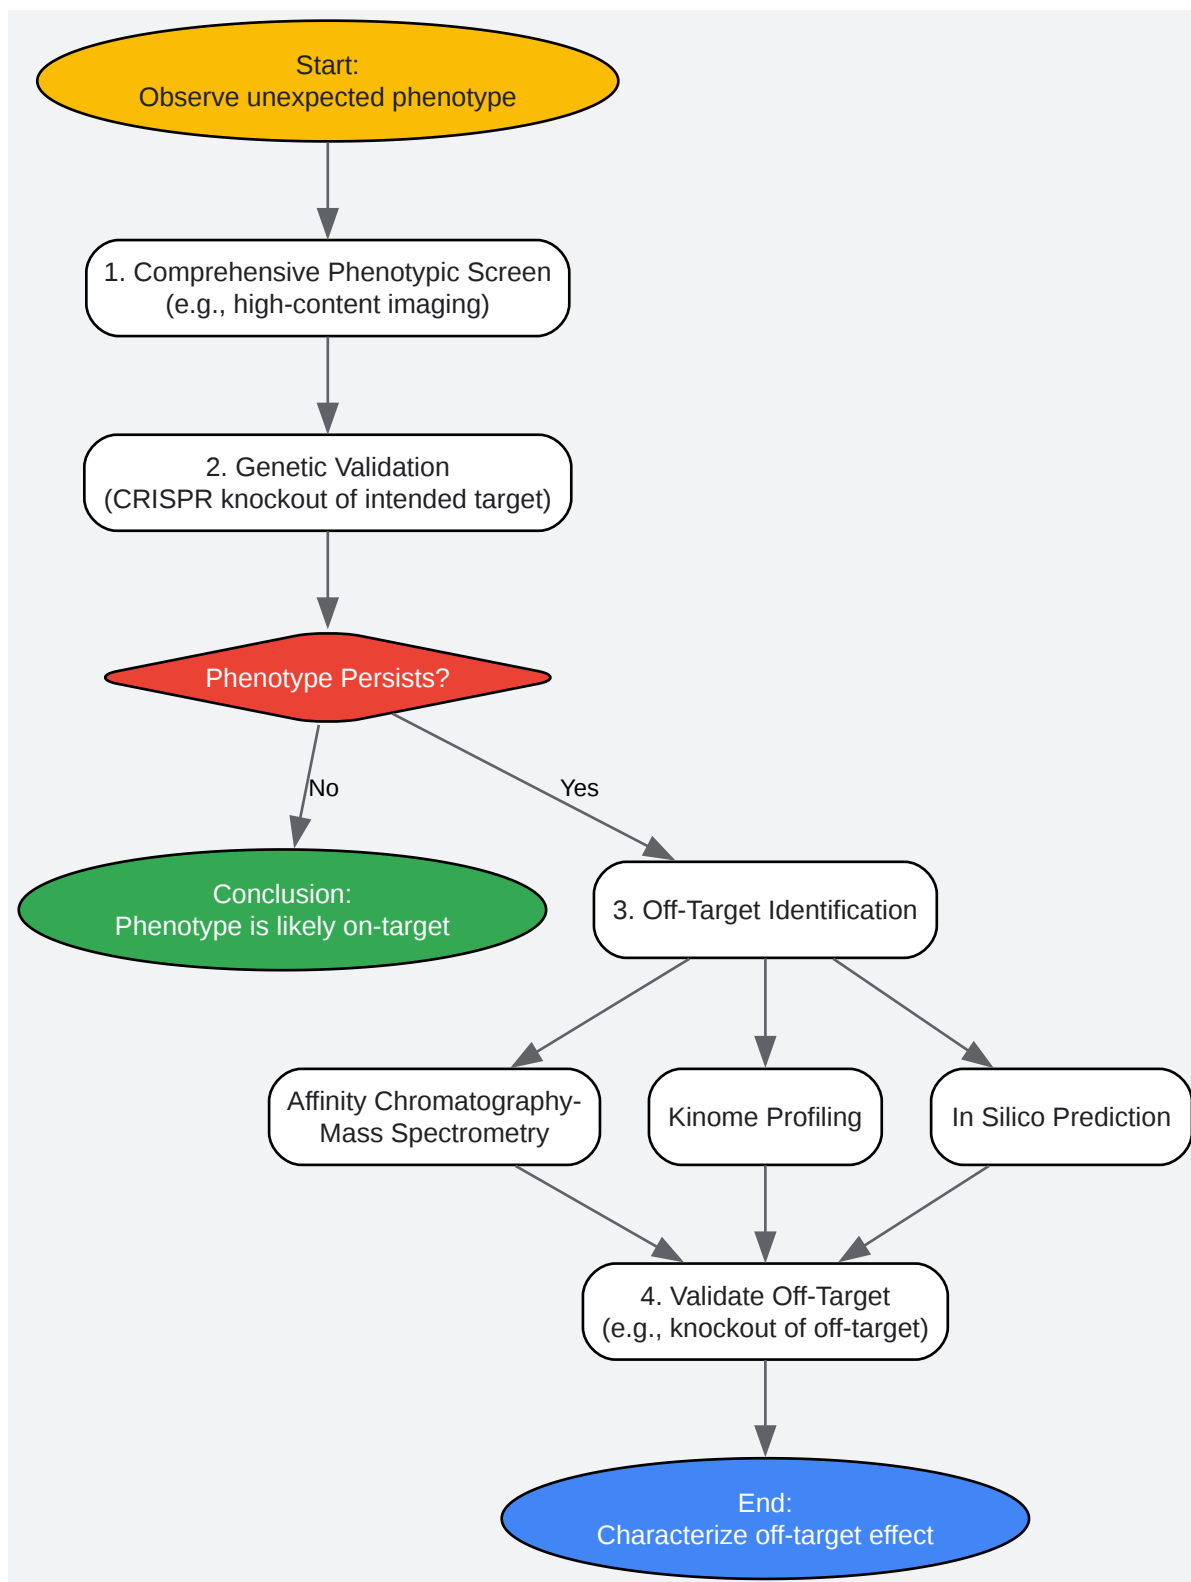 Start:
Observe unexpected phenotype
1. Comprehensive Phenotypic Screen
(e.g., high-content imaging)
2. Genetic Validation
(CRISPR knockout of intended target)
Phenotype Persists?
No
Yes
Conclusion:
Phenotype is likely on-target
3. Off-Target Identification
Affinity Chromatography-
Mass Spectrometry
Kinome Profiling
In Silico Prediction
4. Validate Off-Target
(e.g., knockout of off-target)
End:
Characterize off-target effect